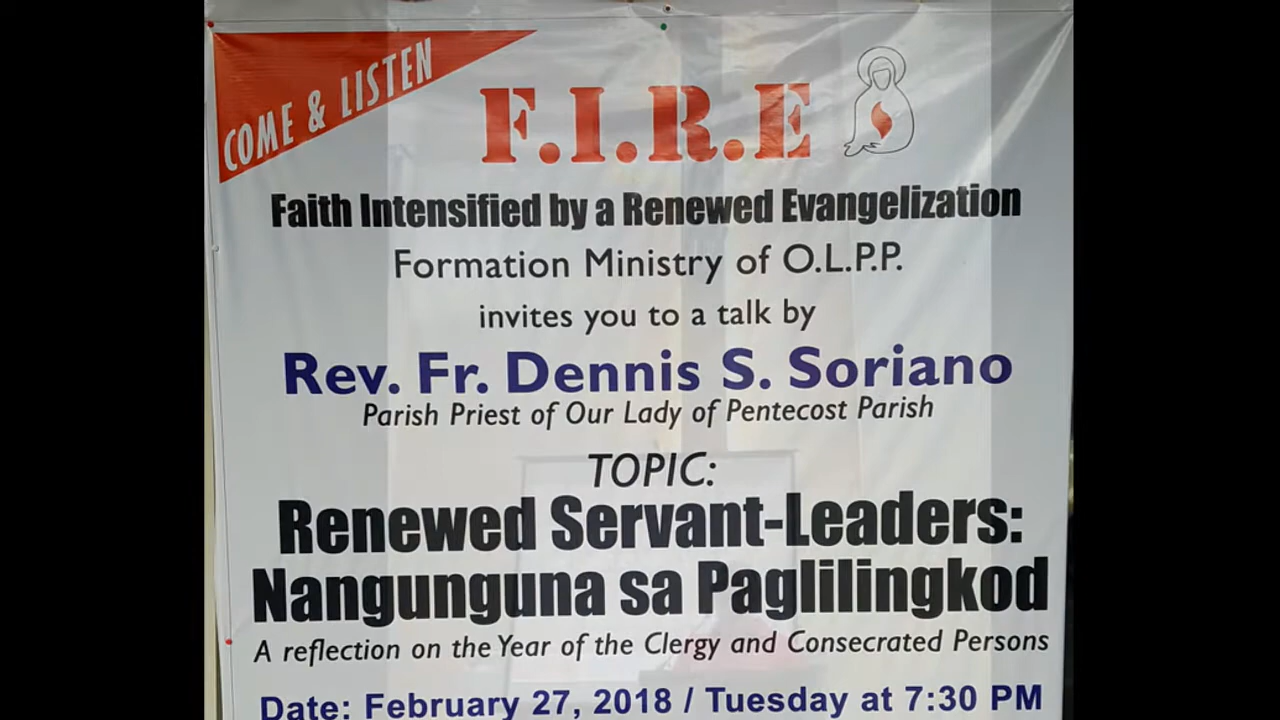 COME & LISTEN
F.I.R.E
Faith Intensified by a Renewed Evangelization
Formation Ministry of O.L.P.P.
invites you to a talk by
Rev. Fr. Dennis S. Soriano
Parish Priest of Our Lady of Pentecost Parish
TOPIC:
Renewed Servant-Leaders:
Nangunguna sa Paglilingkod
A reflection on the Year of the Clergy and Consecrated Persons
Date: February 27, 2018 / Tuesday at 7:30 PM